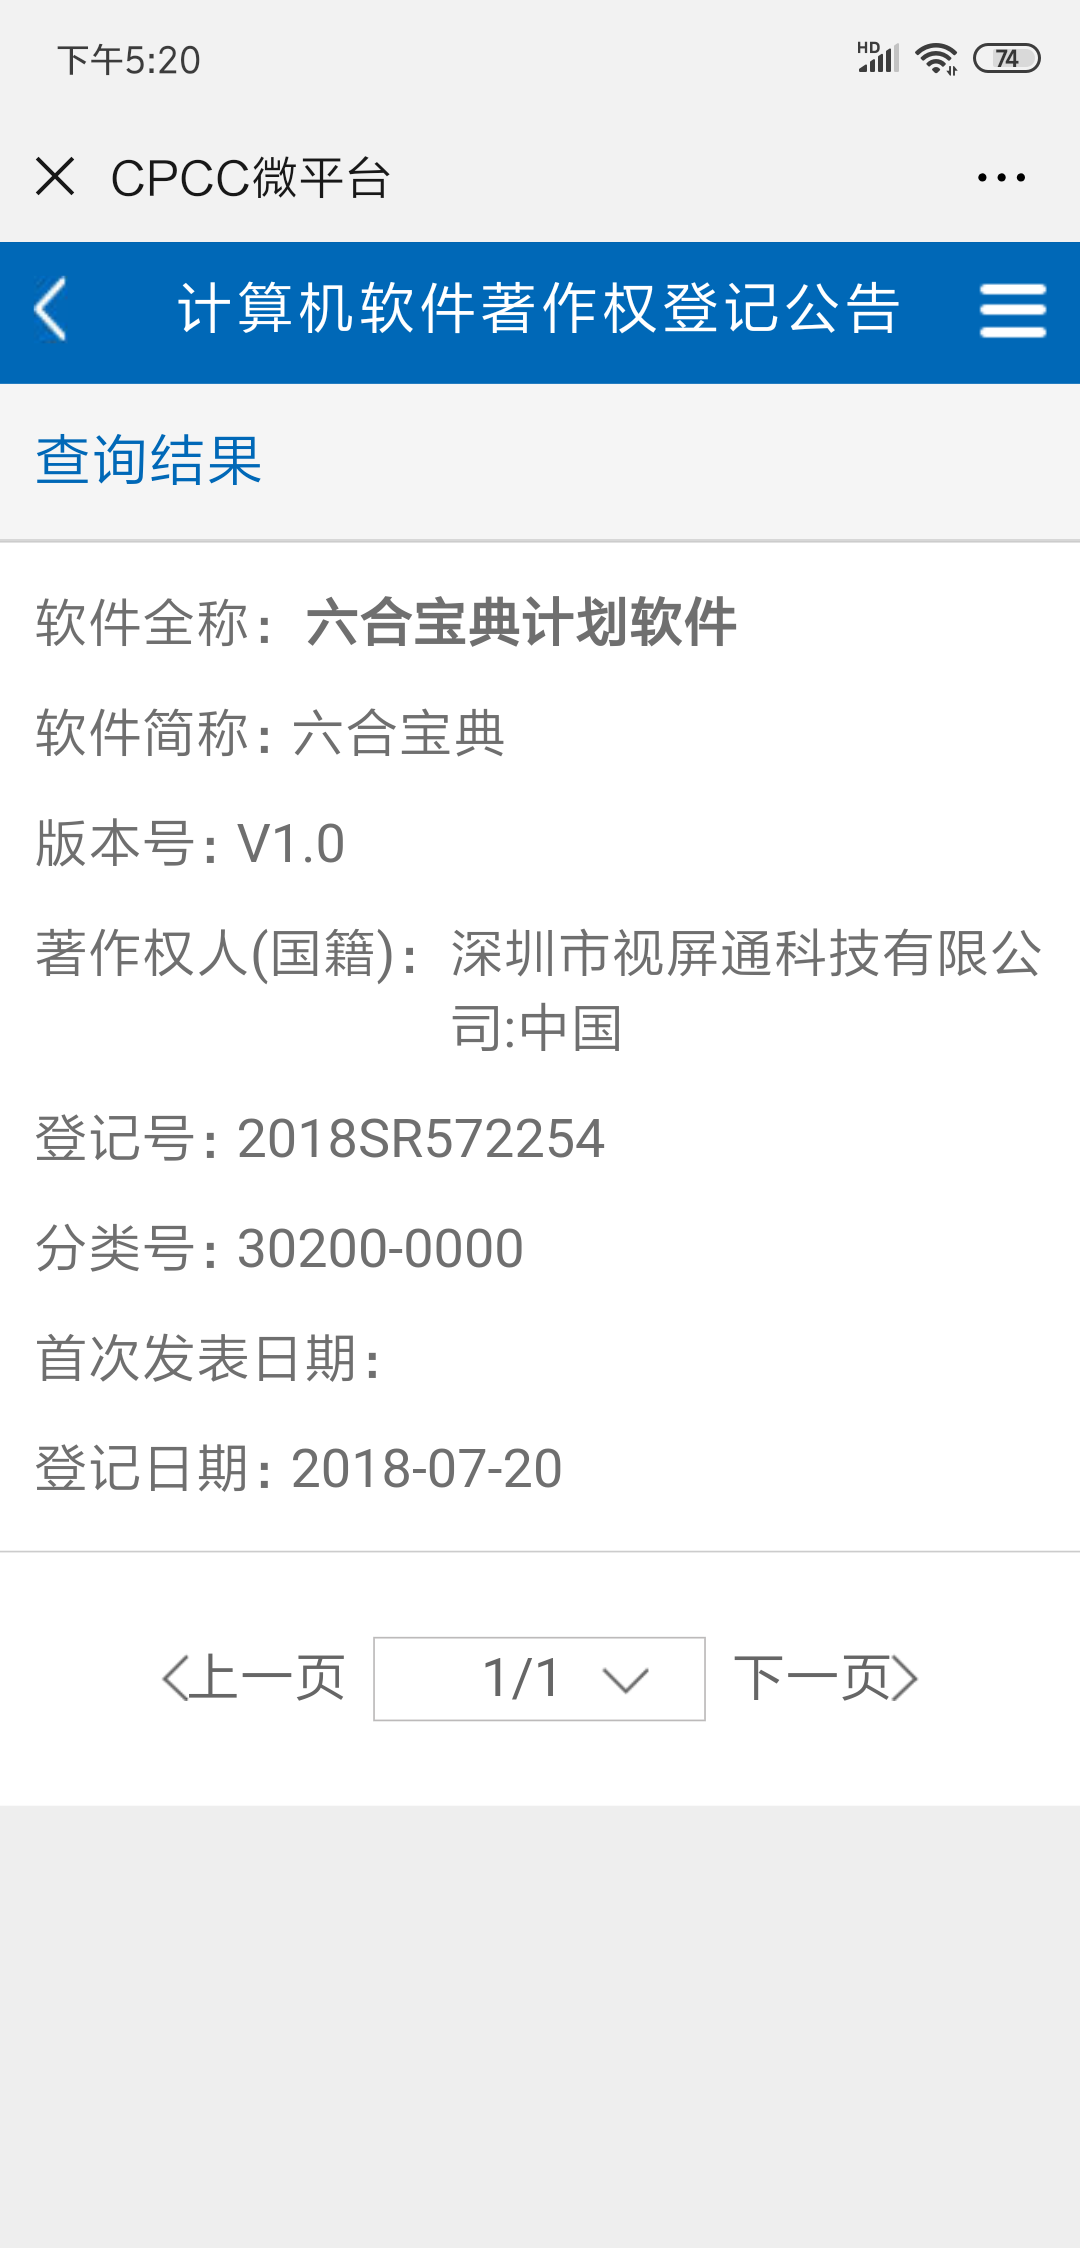 下午5:20
HD
74
CPCC微平台
计算机软件著作权登记公告
查询结果
软件全称：六合宝典计划软件
软件简称：六合宝典
版本号：V1.0
著作权人(国籍)：深圳市视屏通科技有限公
司:中国
登记号：2018SR572254
分类号：30200-0000
首次发表日期：
登记日期：2018-07-20
上一页 1/1 下一页